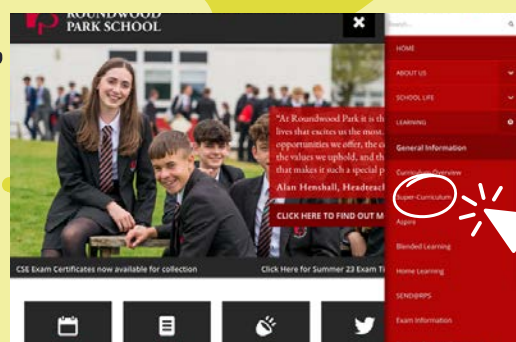 ROUNDWOOD
PARK SCHOOL
Search...
HOME
ABOUT US
SCHOOL LIFE
LEARNING
General Information
Curriculum Overview
Super-Curriculum
Aspire
Blended Learning
Home Learning
SEND@RPS
Exam Information
"At Roundwood Park it is th
lives that excites us the most.
opportunities we offer, the c
the values we uphold, and th
that makes it such a special p
Alan Henshall, Headteach
CLICK HERE TO FIND OUT M
CSE Exam Certificates now available for collection
Click Here for Summer 23 Exam Ti